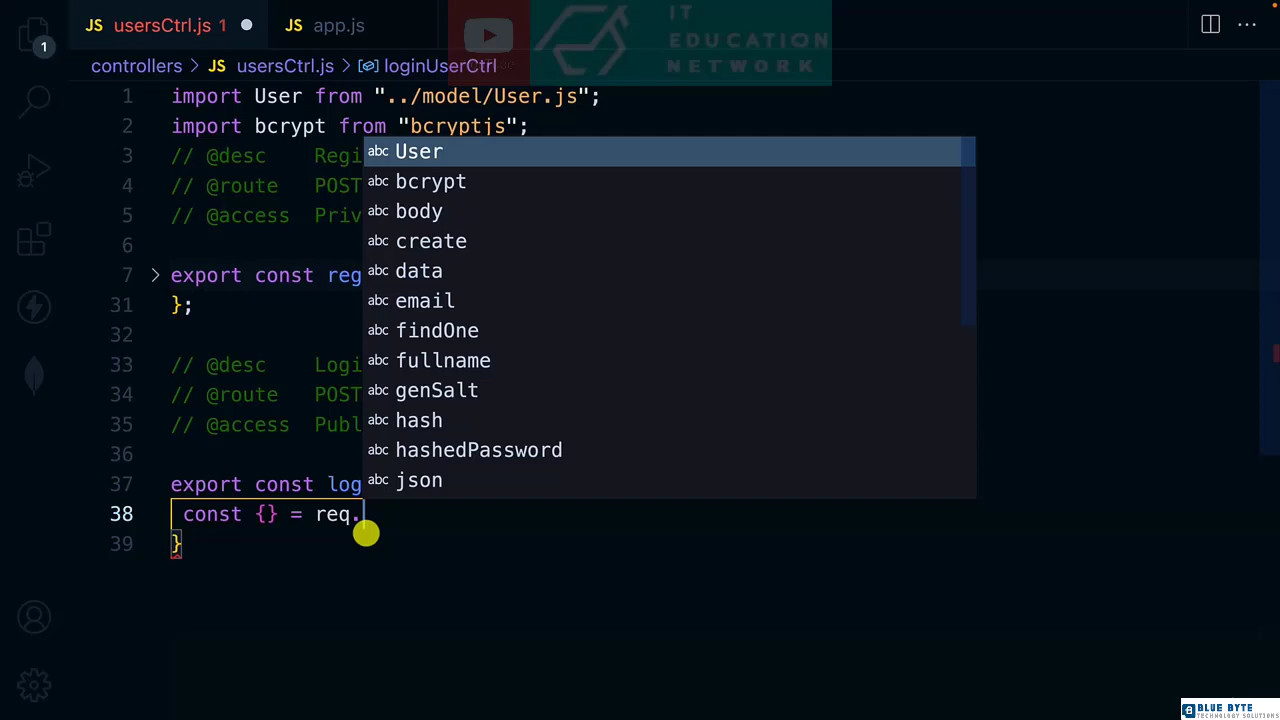 1
JS usersCtrl.js 1
JS app.js
IT
EDUCATION
NETWORK
controllers > JS usersCtrl.js > loginUserCtrl
1 import User from "../model/User.js";
2 import bcrypt from "bcryptjs";
3 // @desc Regi
4 // @route POST
5 // @access Priv
6
7 export const reg
31 };
32
33 // @desc Logi
34 // @route POST
35 // @access Publ
36
37 export const log
38 const {} = req.
39 }
abc User
abc bcrypt
abc body
abc create
abc data
abc email
abc findOne
abc fullname
abc genSalt
abc hash
abc hashedPassword
abc json
BLUE BYTE
TECHNOLOGY SOLUTIONS